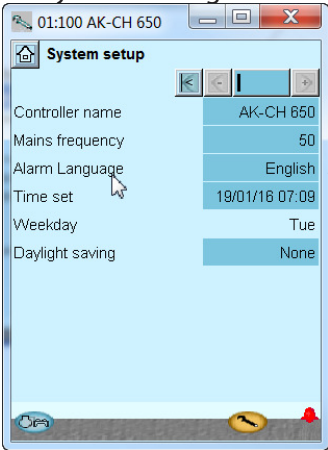 01:100 AK-CH 650
System setup
Controller name AK-CH 650
Mains frequency 50
Alarm Language English
Time set 19/01/16 07:09
Weekday Tue
Daylight saving None